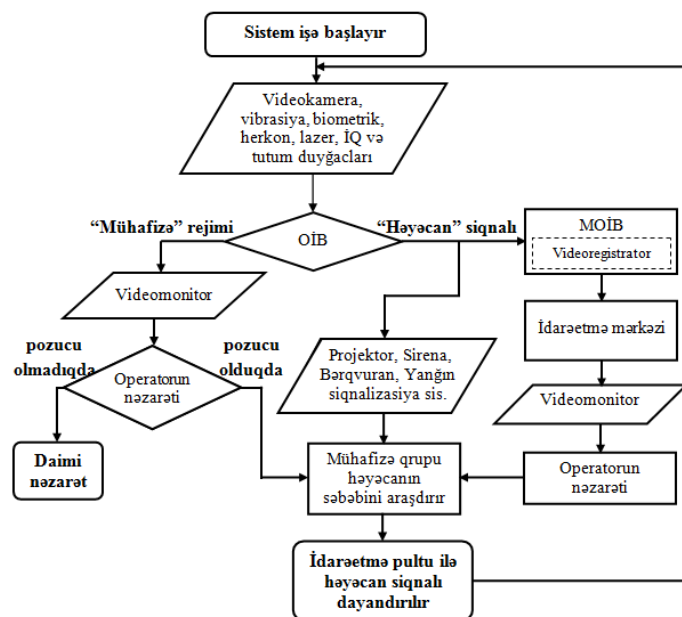 Sistem işə başlayır
Videokamera,
vibrasiya, biometrik,
herkon, lazer, İQ və
tutum duyğacları
“Mühafizə” rejimi
OİB
“Həyəcan” siqnalı
MOİB
Videoregistrator
Videomonitor
İdarəetmə mərkəzi
pozucu
olmadıqda
Operatorun
nəzarəti
pozucu
olduqda
Projektor, Sirena,
Bərqvuran, Yanğın
siqnalizasiya sis.
Videomonitor
Daimi
nəzarət
Mühafizə qrupu
həyəcanın
səbəbini araşdırır
Operatorun
nəzarəti
İdarəetmə pultu ilə
həyəcan siqnalı
dayandırılır